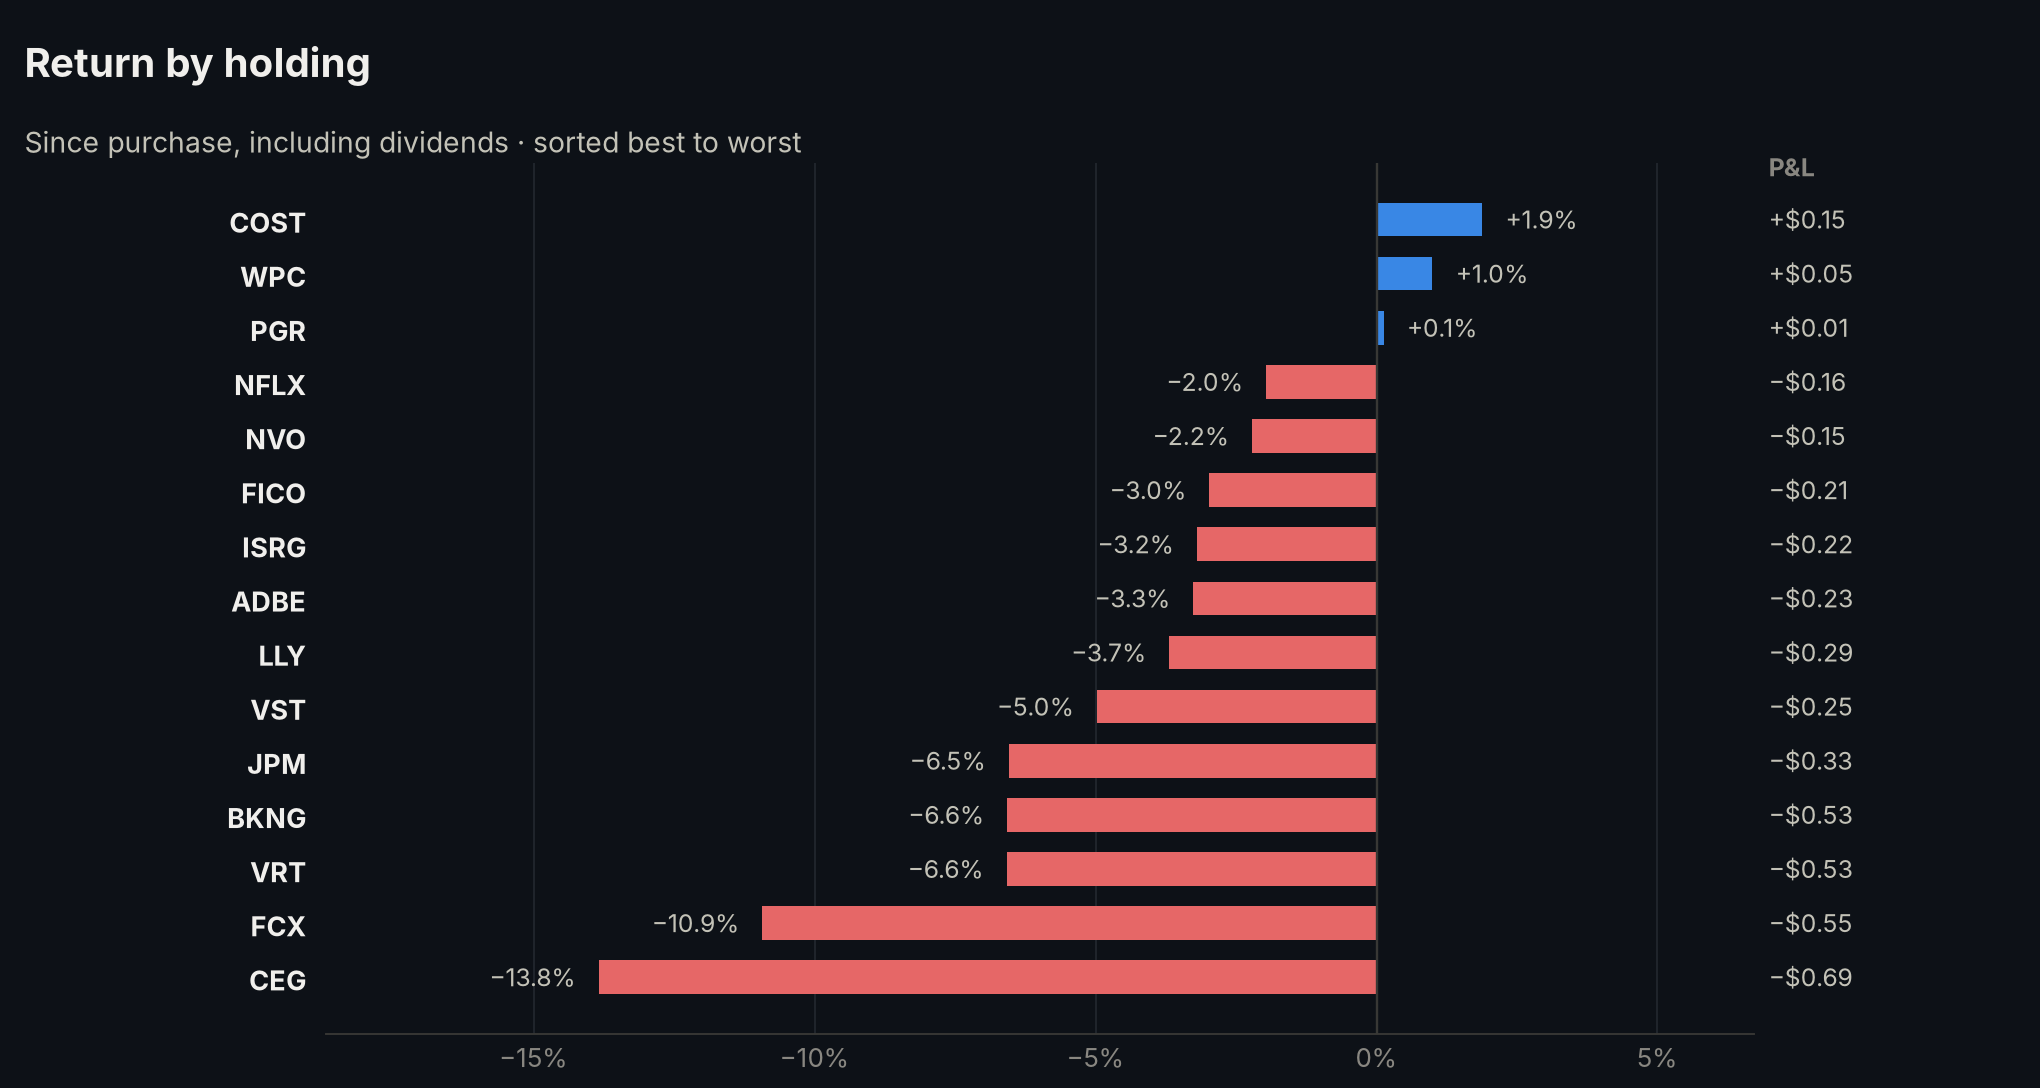 Return by holding
Since purchase, including dividends · sorted best to worst
P&L
COST +1.9% +$0.15
WPC +1.0% +$0.05
PGR +0.1% +$0.01
NFLX −2.0% −$0.16
NVO −2.2% −$0.15
FICO −3.0% −$0.21
ISRG −3.2% −$0.22
ADBE −3.3% −$0.23
LLY −3.7% −$0.29
VST −5.0% −$0.25
JPM −6.5% −$0.33
BKNG −6.6% −$0.53
VRT −6.6% −$0.53
FCX −10.9% −$0.55
CEG −13.8% −$0.69
−15% −10% −5% 0% 5%